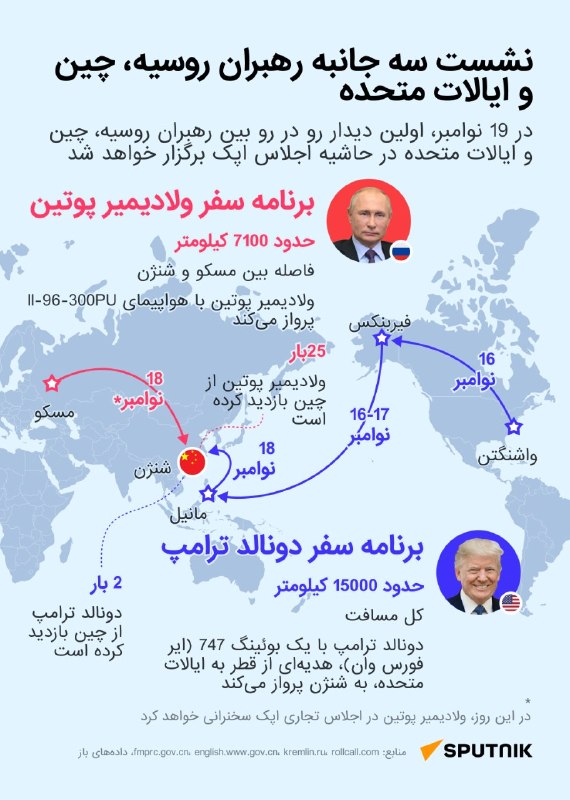 نشست سه جانبه رهبران روسیه، چین
و ایالات متحده
در 19 نوامبر، اولین دیدار رو در رو بین رهبران روسیه، چین
و ایالات متحده در حاشیه اجلاس اپک برگزار خواهد شد
برنامه سفر ولادیمیر پوتین
حدود 7100 کیلومتر
فاصله بین مسکو و شنژن
ولادیمیر پوتین با هواپیمای Il-96-300PU
پرواز می‌کند
25بار
ولادیمیر پوتین از
چین بازدید کرده
است
فیربنکس
16
نوامبر
واشنگتن
16-17
نوامبر
18
نوامبر*
مسکو
شنژن
18
نوامبر
مانیل
برنامه سفر دونالد ترامپ
حدود 15000 کیلومتر
کل مسافت
دونالد ترامپ با یک بوئینگ 747 (ایر
فورس وان)، هدیه‌ای از قطر به ایالات
متحده، به شنژن پرواز می‌کند
2 بار
دونالد ترامپ
از چین بازدید
کرده است
*
در این روز، ولادیمیر پوتین در اجلاس تجاری اپک سخنرانی خواهد کرد
منابع: fmprc.gov.cn، english.www.gov.cn، kremlin.ru، rollcall.com، داده‌های باز
SPUTNIK